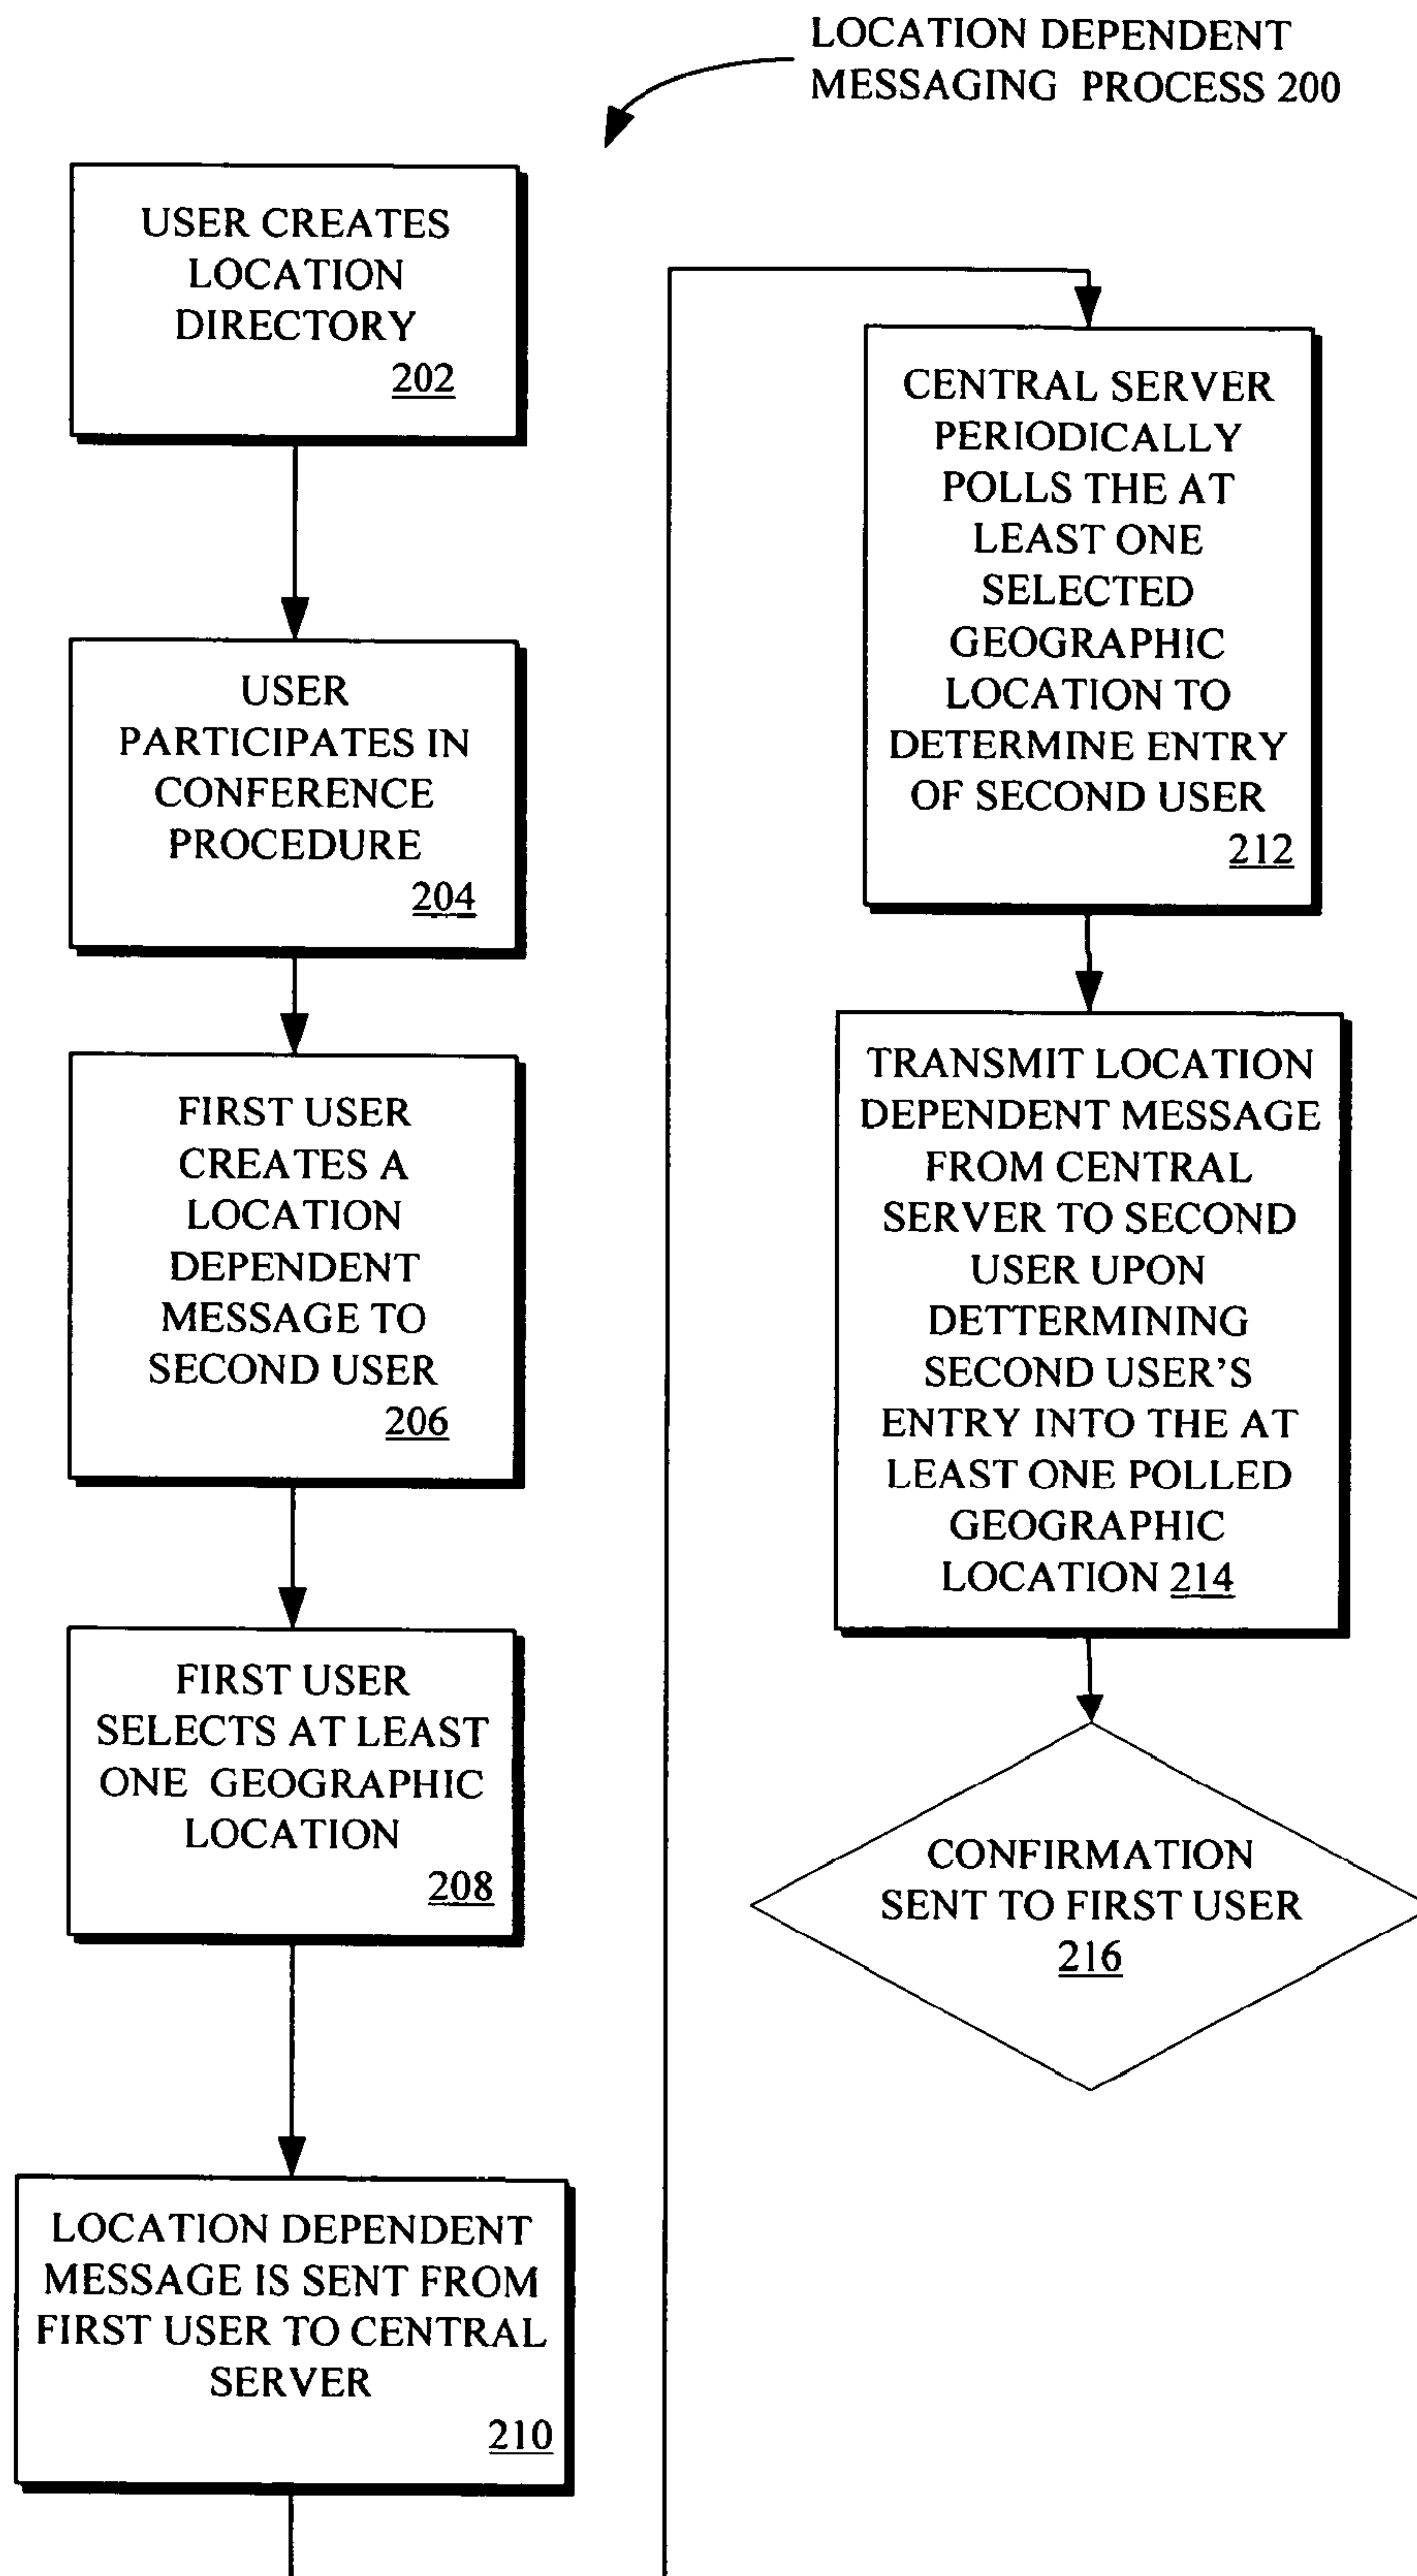 LOCATION DEPENDENT
MESSAGING PROCESS 200
USER CREATES
LOCATION
DIRECTORY
202
USER
PARTICIPATES IN
CONFERENCE
PROCEDURE
204
FIRST USER
CREATES A
LOCATION
DEPENDENT
MESSAGE TO
SECOND USER
206
FIRST USER
SELECTS AT LEAST
ONE GEOGRAPHIC
LOCATION
208
LOCATION DEPENDENT
MESSAGE IS SENT FROM
FIRST USER TO CENTRAL
SERVER
210
CENTRAL SERVER
PERIODICALLY
POLLS THE AT
LEAST ONE
SELECTED
GEOGRAPHIC
LOCATION TO
DETERMINE ENTRY
OF SECOND USER
212
TRANSMIT LOCATION
DEPENDENT MESSAGE
FROM CENTRAL
SERVER TO SECOND
USER UPON
DETTERMINING
SECOND USER'S
ENTRY INTO THE AT
LEAST ONE POLLED
GEOGRAPHIC
LOCATION 214
CONFIRMATION
SENT TO FIRST USER
216